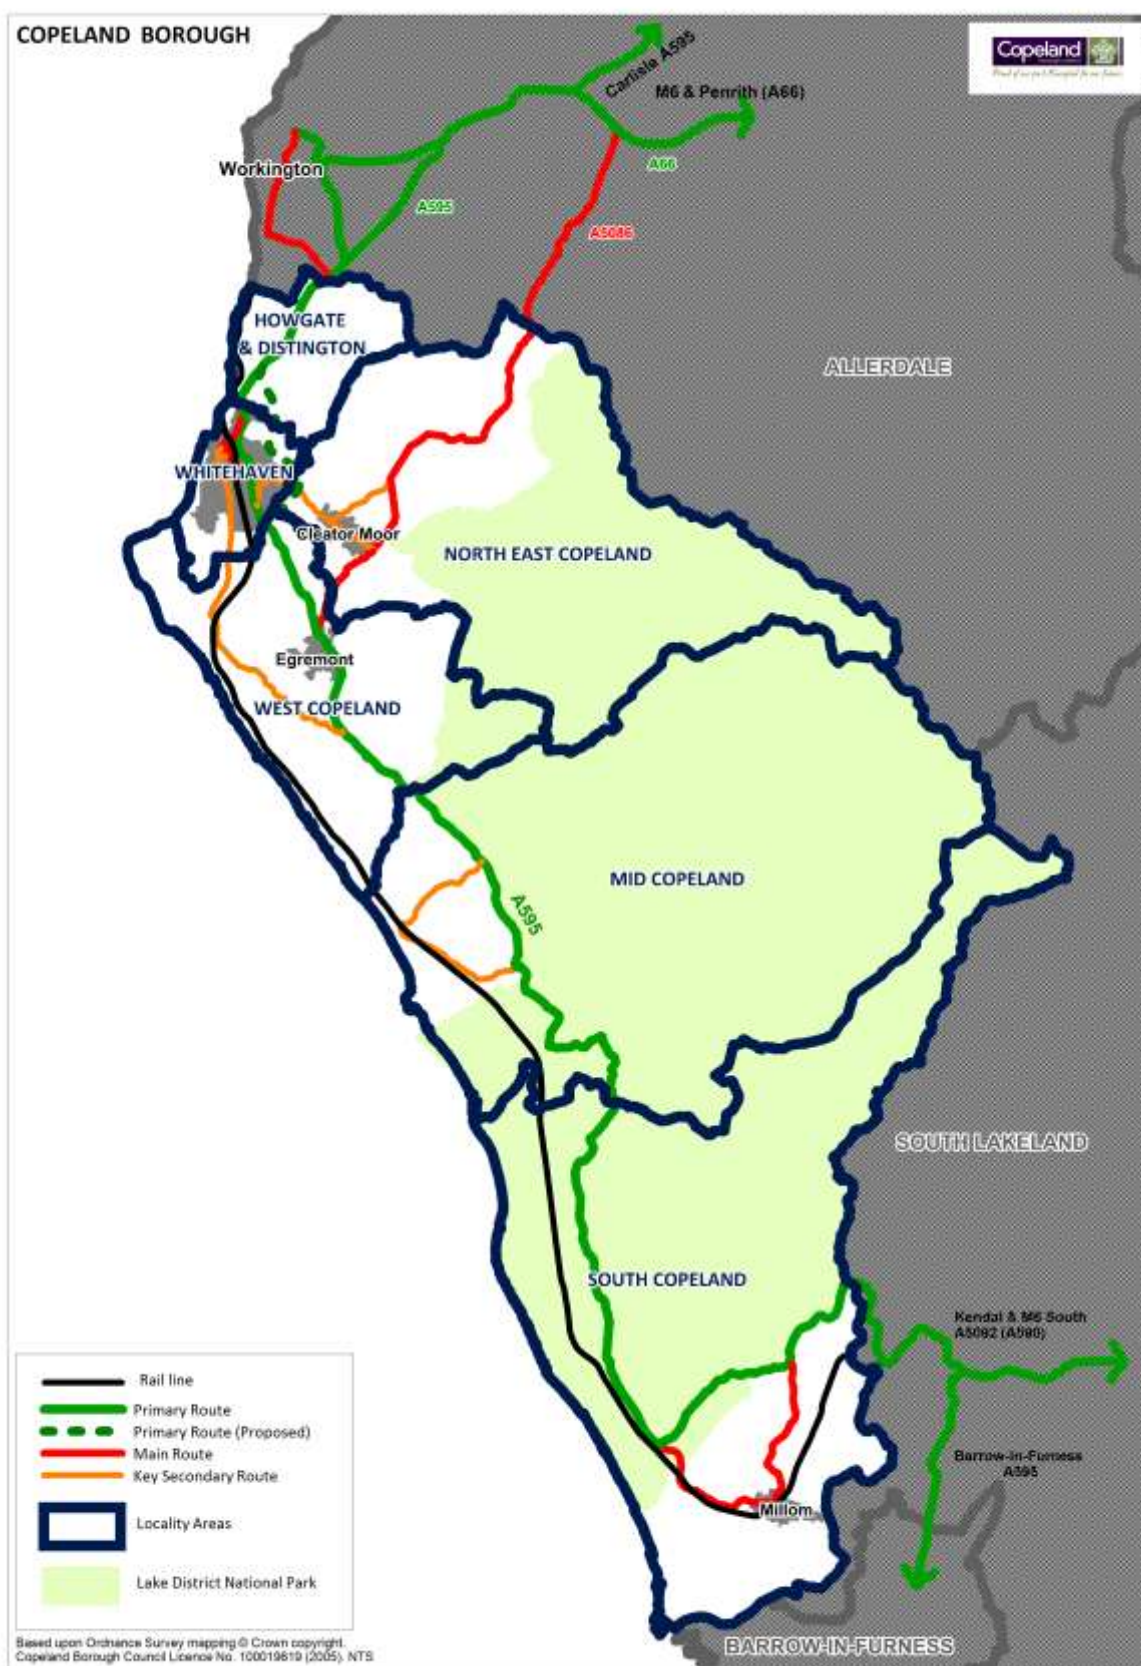 COPELAND BOROUGH
Copeland
Carlisle A595
M6 & Penrith (A66)
A66
Workington
A595
A5086
HOWGATE
& DISTINGTON
ALLERDALE
WHITEHAVEN
Cleator Moor
NORTH EAST COPELAND
Egremont
WEST COPELAND
MID COPELAND
A595
SOUTH LAKELAND
SOUTH COPELAND
Kendal & M6 South
A5092 (A590)
Barrow-in-Furness
A595
Millom
BARROW-IN-FURNESS
Rail line
Primary Route
Primary Route (Proposed)
Main Route
Key Secondary Route
Locality Areas
Lake District National Park
Based upon Ordnance Survey mapping © Crown copyright.
Copeland Borough Council Licence No. 100019619 (2005). NTS